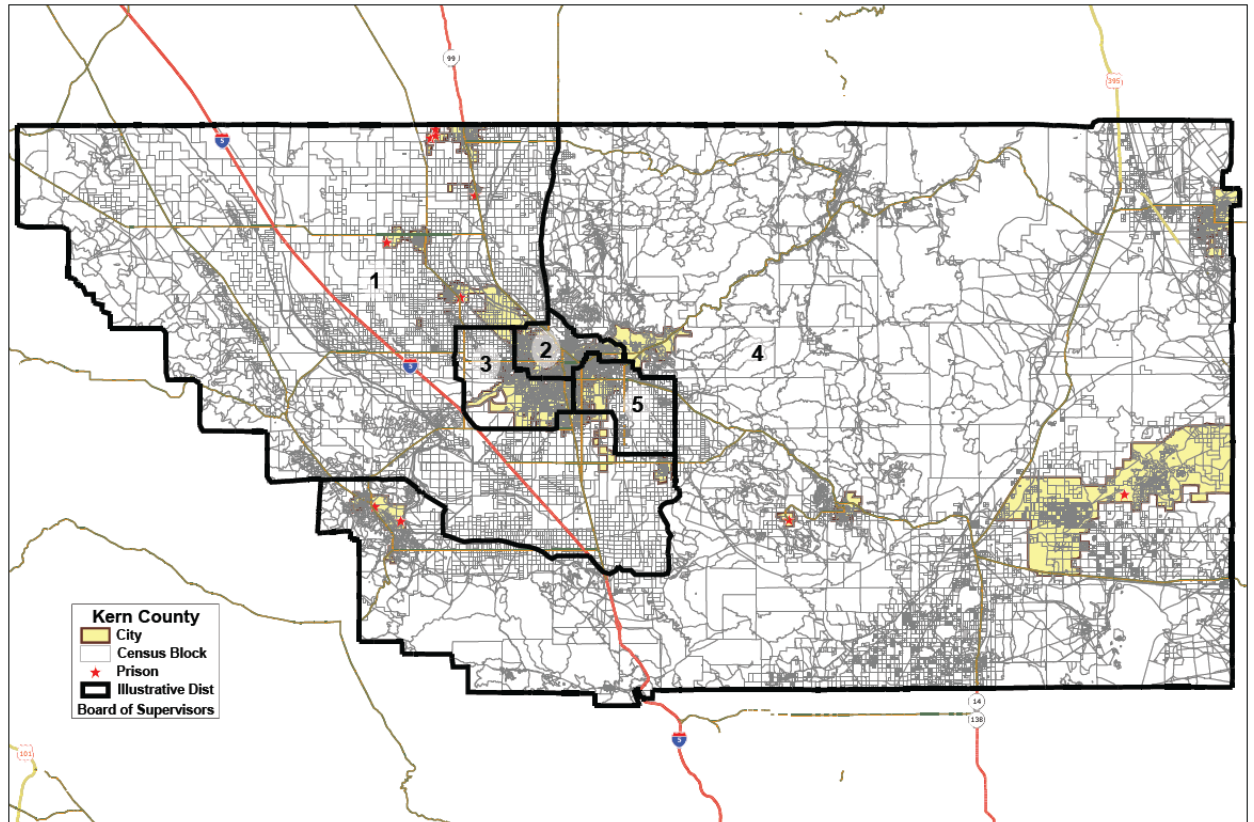 99
395
5
1
2
3
5
4
5
Kern County
City
Census Block
Prison
Illustrative Dist
Board of Supervisors
14
138
5
101